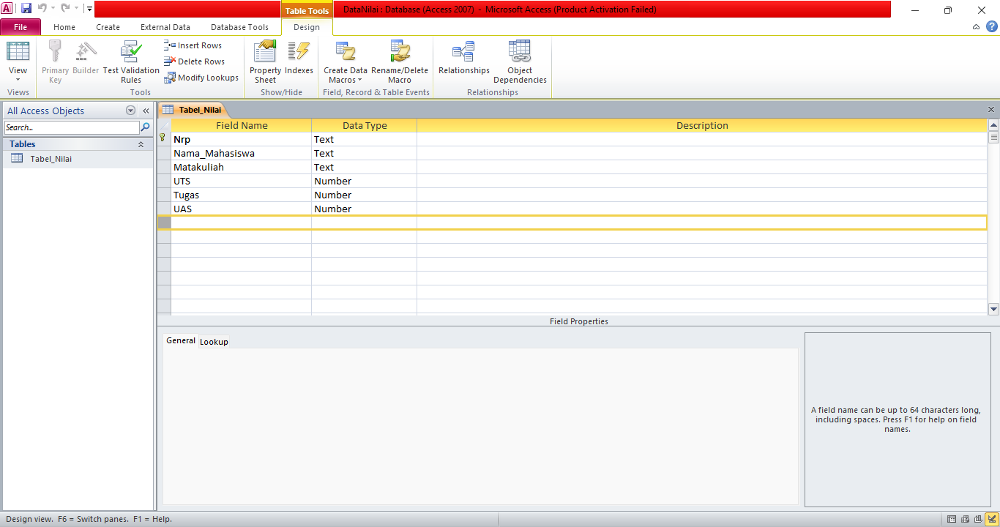 A
Table Tools
DataNilai : Database (Access 2007) - Microsoft Access (Product Activation Failed)
File
Home
Create
External Data
Database Tools
Design
?
View
Views
Primary Key
Builder
Test Validation Rules
Insert Rows
Delete Rows
Modify Lookups
Tools
Property Sheet
Indexes
Show/Hide
Create Data Macros
Rename/Delete Macro
Field, Record & Table Events
Relationships
Object Dependencies
Relationships
All Access Objects
«
Search...
Tables
Tabel_Nilai
Tabel_Nilai
Field Name Data Type Description
Nrp Text
Nama_Mahasiswa Text
Matakuliah Text
UTS Number
Tugas Number
UAS Number
Field Properties
General Lookup
A field name can be up to 64 characters long,
including spaces. Press F1 for help on field
names.
Design view. F6 = Switch panes. F1 = Help.